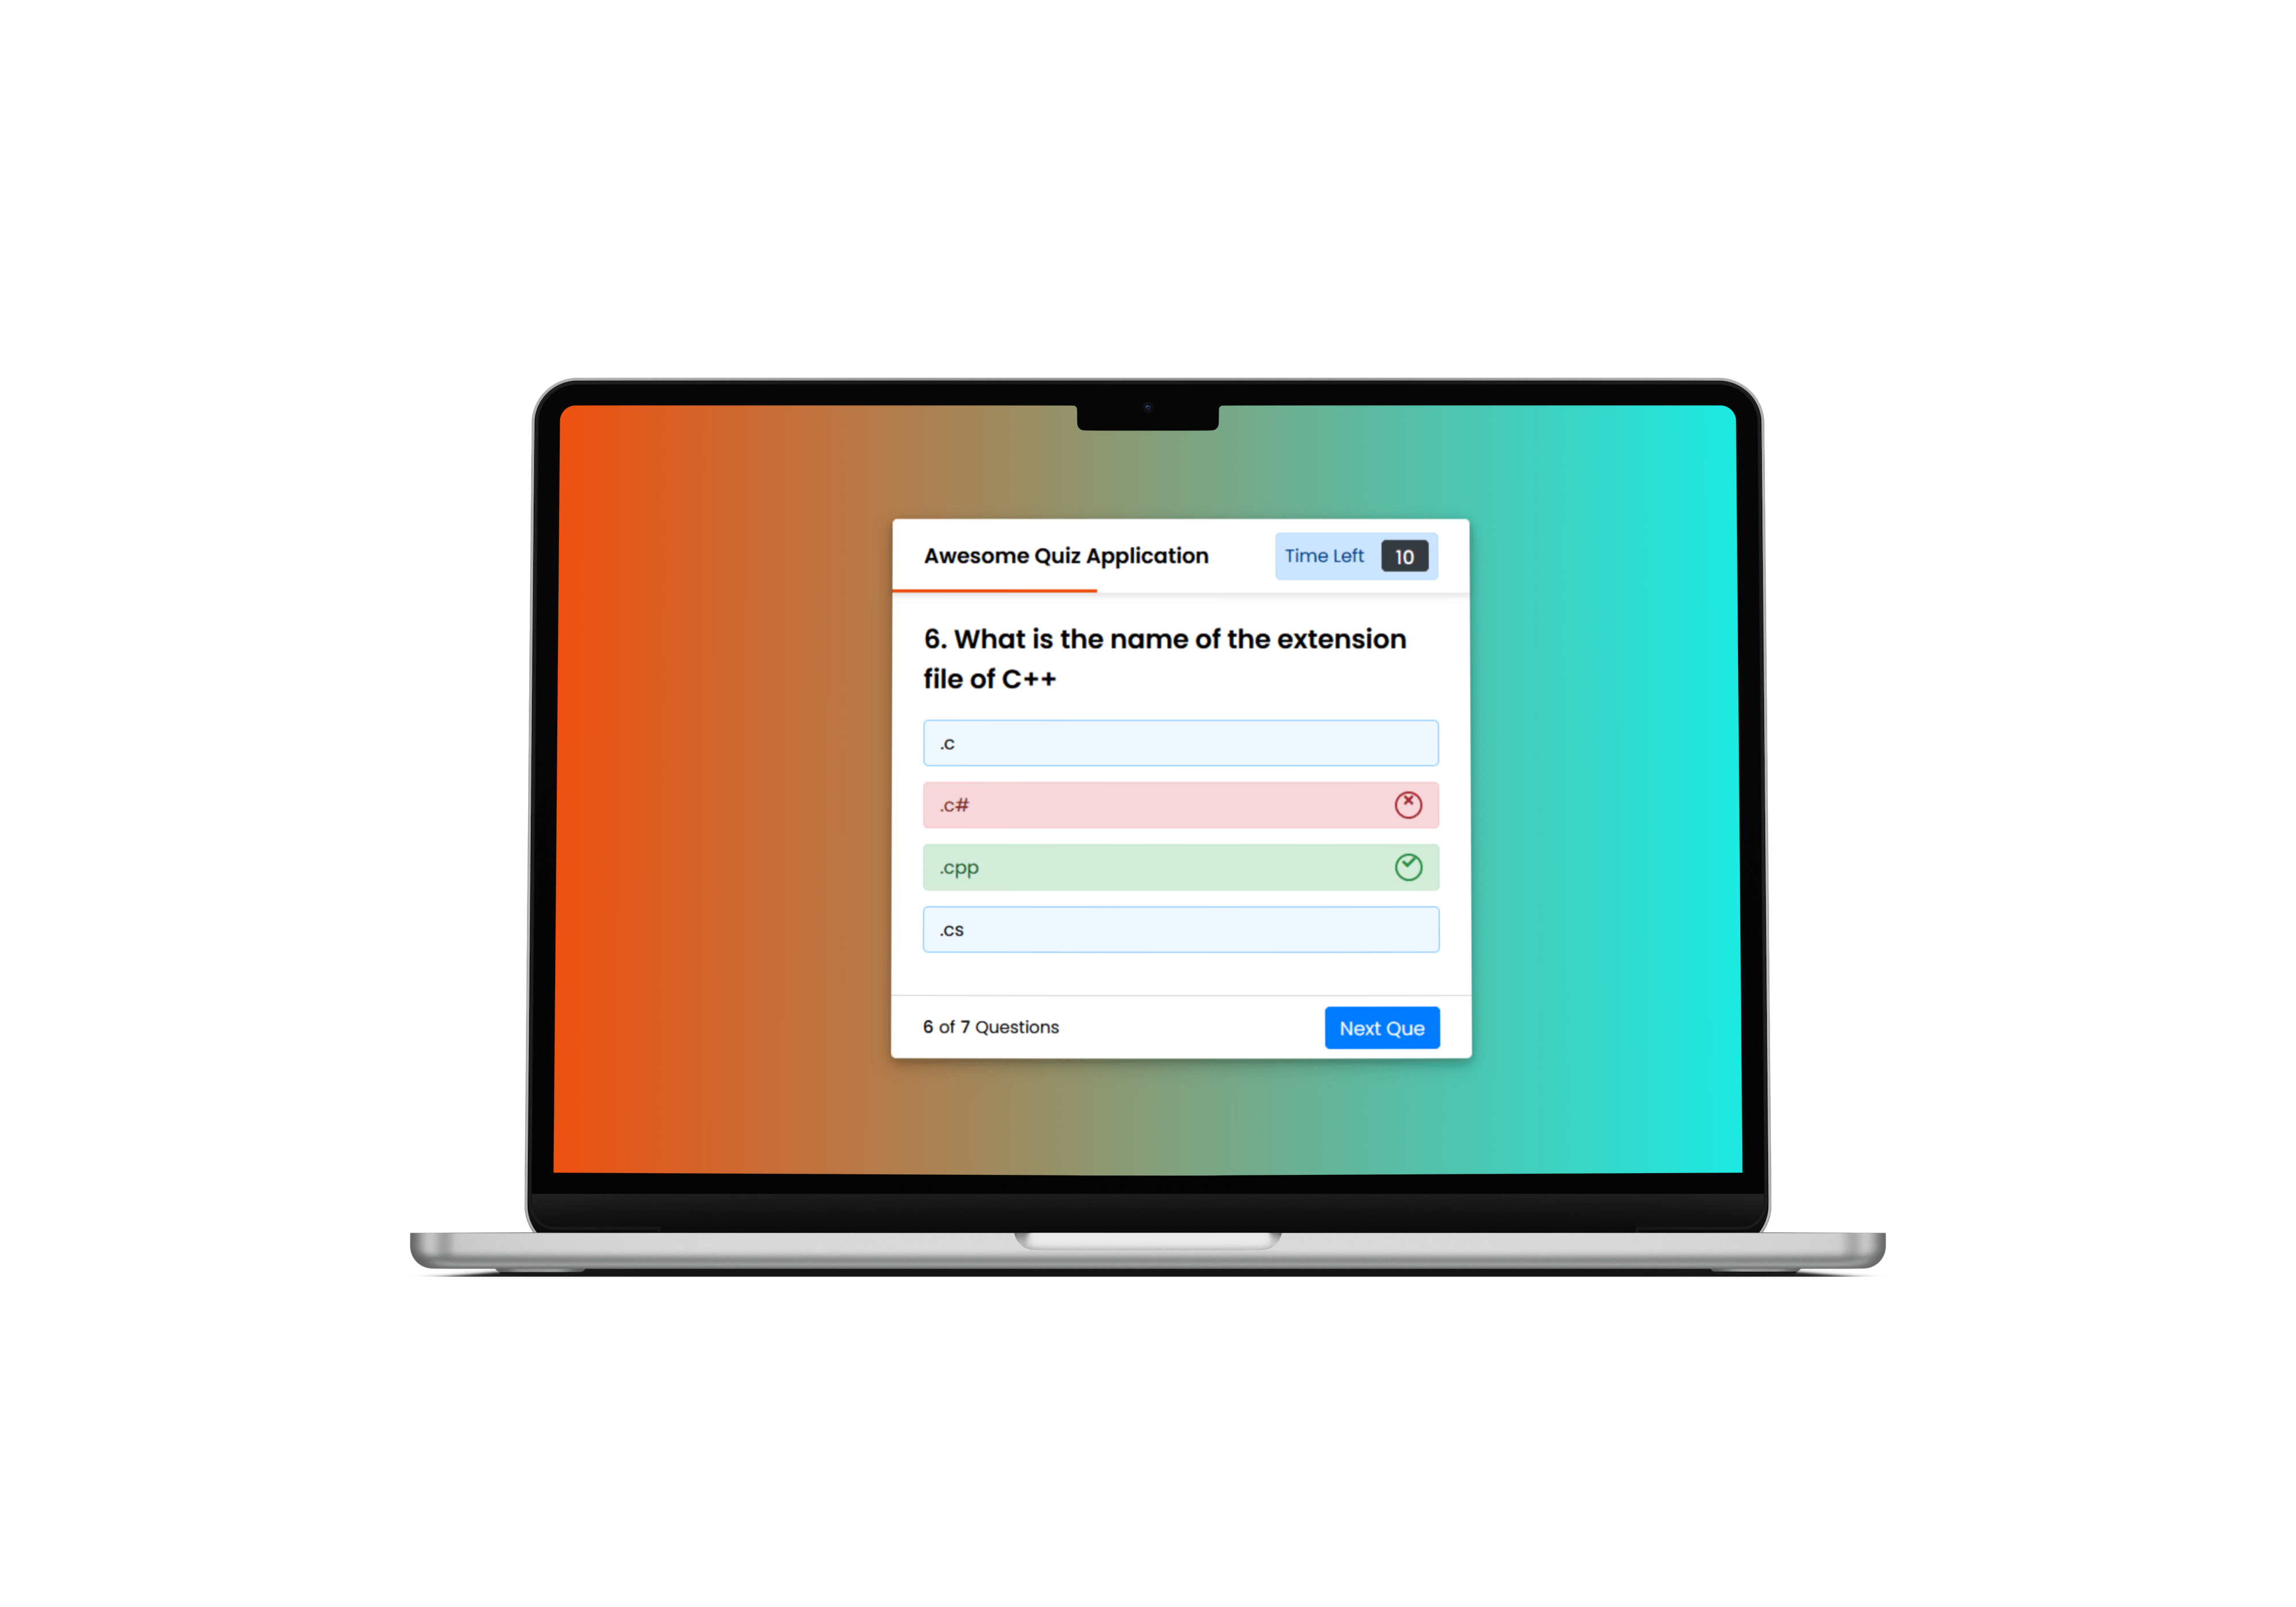 Awesome Quiz Application
Time Left 10
6. What is the name of the extension
file of C++
.c
.c#
.cpp
.cs
6 of 7 Questions
Next Que